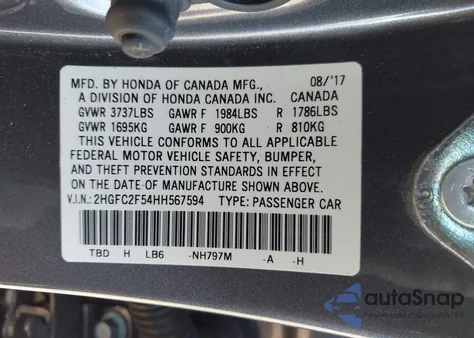 MFD. BY HONDA OF CANADA MFG., 08/'17
A DIVISION OF HONDA CANADA INC. CANADA
GVWR 3737LBS GAWR F 1984LBS R 1786LBS
GVWR 1695KG GAWR F 900KG R 810KG
THIS VEHICLE CONFORMS TO ALL APPLICABLE
FEDERAL MOTOR VEHICLE SAFETY, BUMPER,
AND THEFT PREVENTION STANDARDS IN EFFECT
ON THE DATE OF MANUFACTURE SHOWN ABOVE.
V.I.N.: 2HGFC2F54HH567594 TYPE: PASSENGER CAR
TBD H LB6 -NH797M -A -H
autoSnap